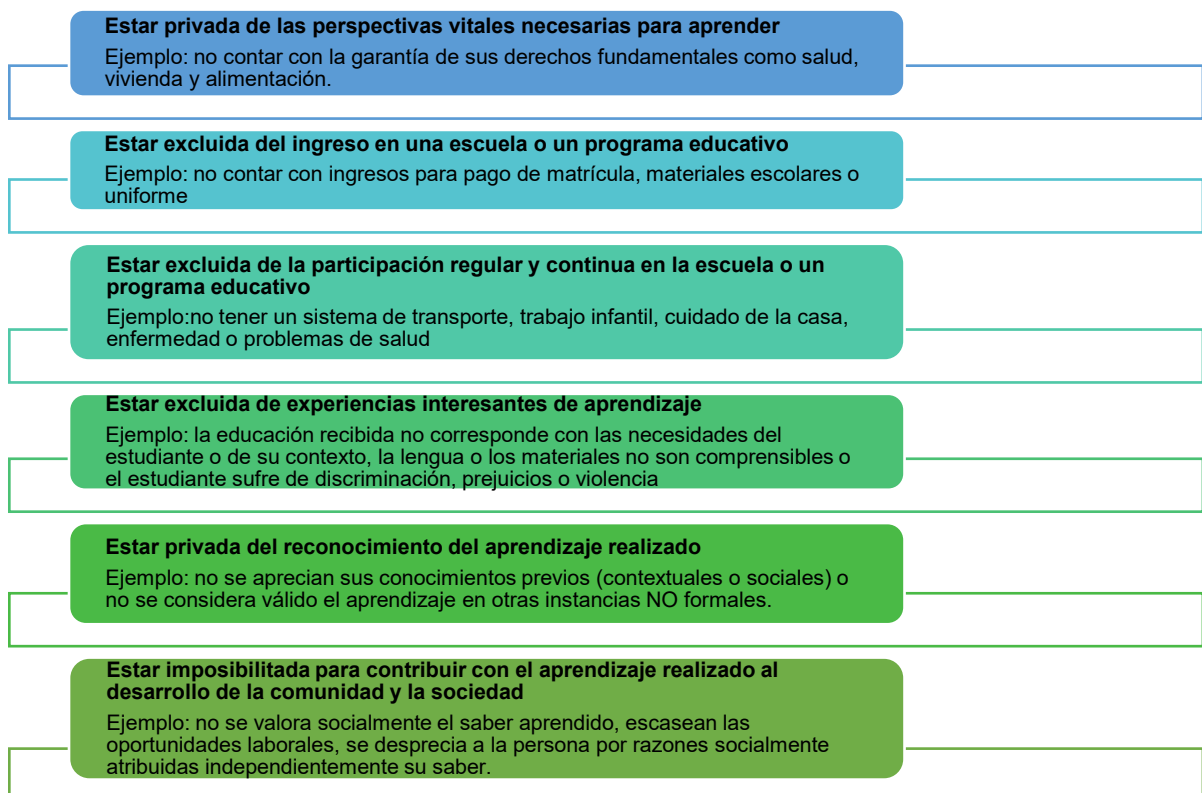 Estar privada de las perspectivas vitales necesarias para aprender
Ejemplo: no contar con la garantía de sus derechos fundamentales como salud,
vivienda y alimentación.
Estar excluida del ingreso en una escuela o un programa educativo
Ejemplo: no contar con ingresos para pago de matrícula, materiales escolares o
uniforme
Estar excluida de la participación regular y continua en la escuela o un
programa educativo
Ejemplo:no tener un sistema de transporte, trabajo infantil, cuidado de la casa,
enfermedad o problemas de salud
Estar excluida de experiencias interesantes de aprendizaje
Ejemplo: la educación recibida no corresponde con las necesidades del
estudiante o de su contexto, la lengua o los materiales no son comprensibles o
el estudiante sufre de discriminación, prejuicios o violencia
Estar privada del reconocimiento del aprendizaje realizado
Ejemplo: no se aprecian sus conocimientos previos (contextuales o sociales) o
no se considera válido el aprendizaje en otras instancias NO formales.
Estar imposibilitada para contribuir con el aprendizaje realizado al
desarrollo de la comunidad y la sociedad
Ejemplo: no se valora socialmente el saber aprendido, escasean las
oportunidades laborales, se desprecia a la persona por razones socialmente
atribuidas independientemente su saber.